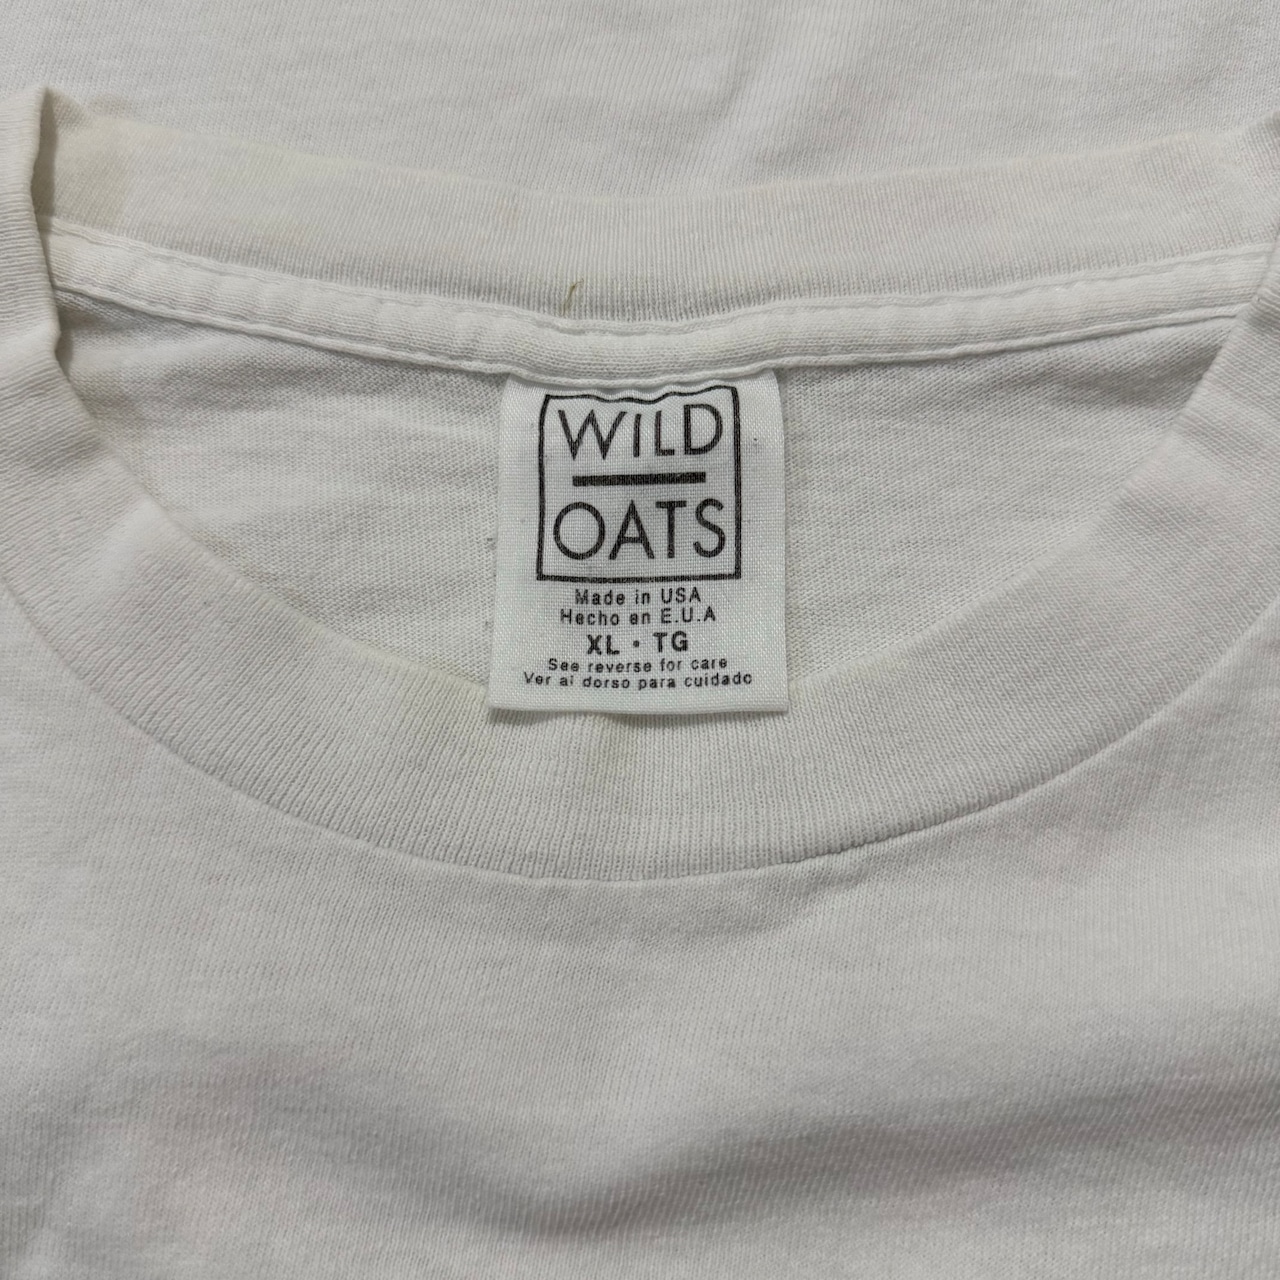 WILD
OATS
Made in USA
Hecho en E.U.A
XL • TG
See reverse for care
Ver al dorso para cuidado